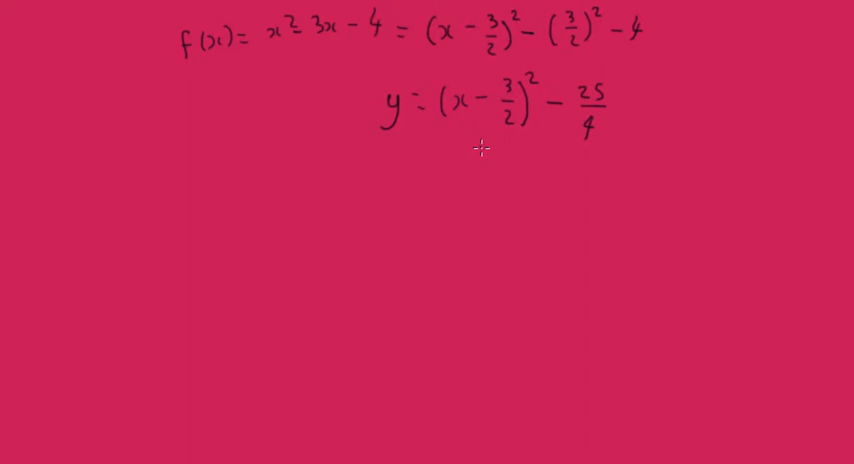 f(x) = x² - 3x - 4 = (x - 3/2)² - (3/2)² - 4
y = (x - 3/2)² - 25/4